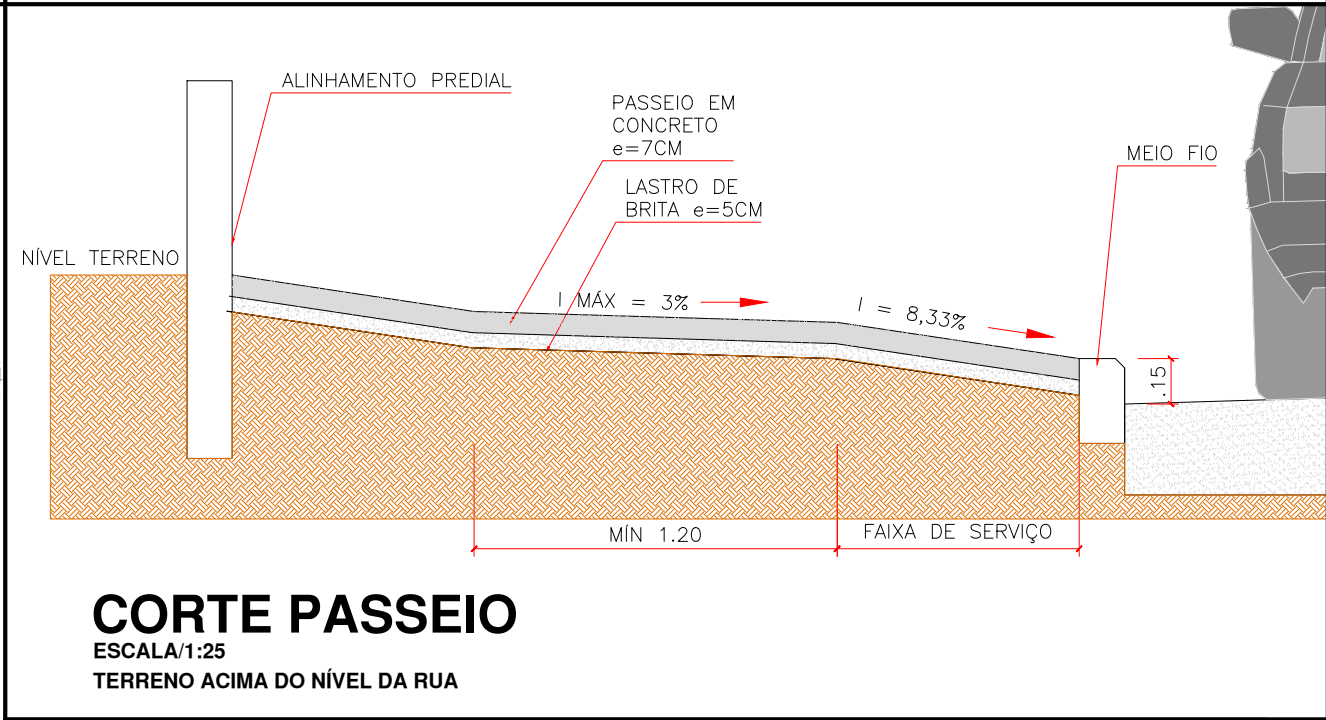 ALINHAMENTO PREDIAL
PASSEIO EM
CONCRETO
e=7CM
LASTRO DE
BRITA e=5CM
MEIO FIO
NÍVEL TERRENO
I MÁX = 3%
I = 8,33%
.15
MÍN 1.20
FAIXA DE SERVIÇO
CORTE PASSEIO
ESCALA/1:25
TERRENO ACIMA DO NÍVEL DA RUA